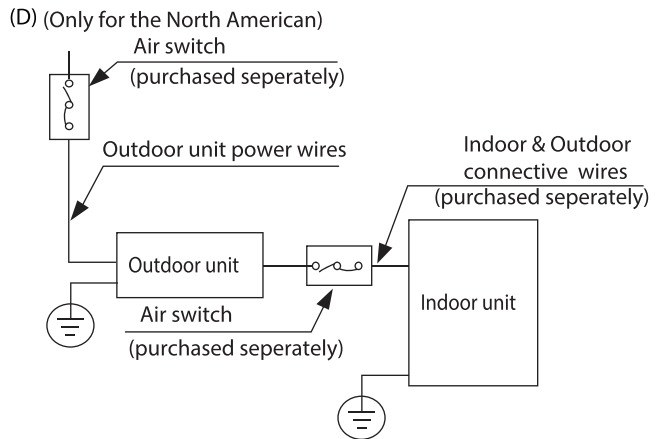 (D) (Only for the North American)
Air switch
(purchased seperately)
Outdoor unit power wires
Indoor & Outdoor
connective wires
(purchased seperately)
Outdoor unit
Indoor unit
Air switch
(purchased seperately)